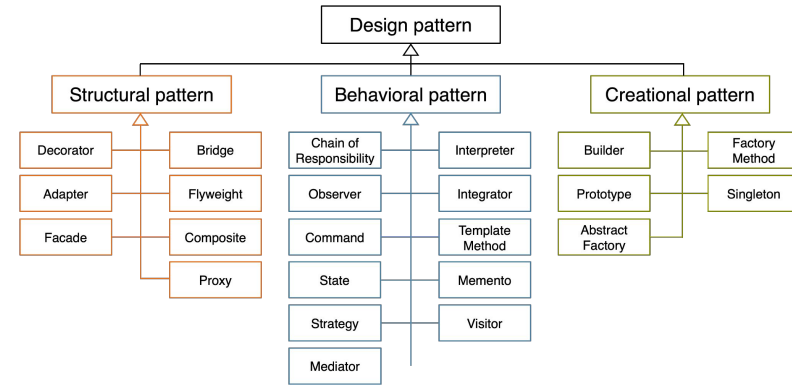 Design pattern
Structural pattern
Behavioral pattern
Creational pattern
Decorator
Bridge
Adapter
Flyweight
Facade
Composite
Proxy
Chain of
Responsibility
Interpreter
Observer
Integrator
Command
Template
Method
State
Memento
Strategy
Visitor
Mediator
Builder
Factory
Method
Prototype
Singleton
Abstract
Factory